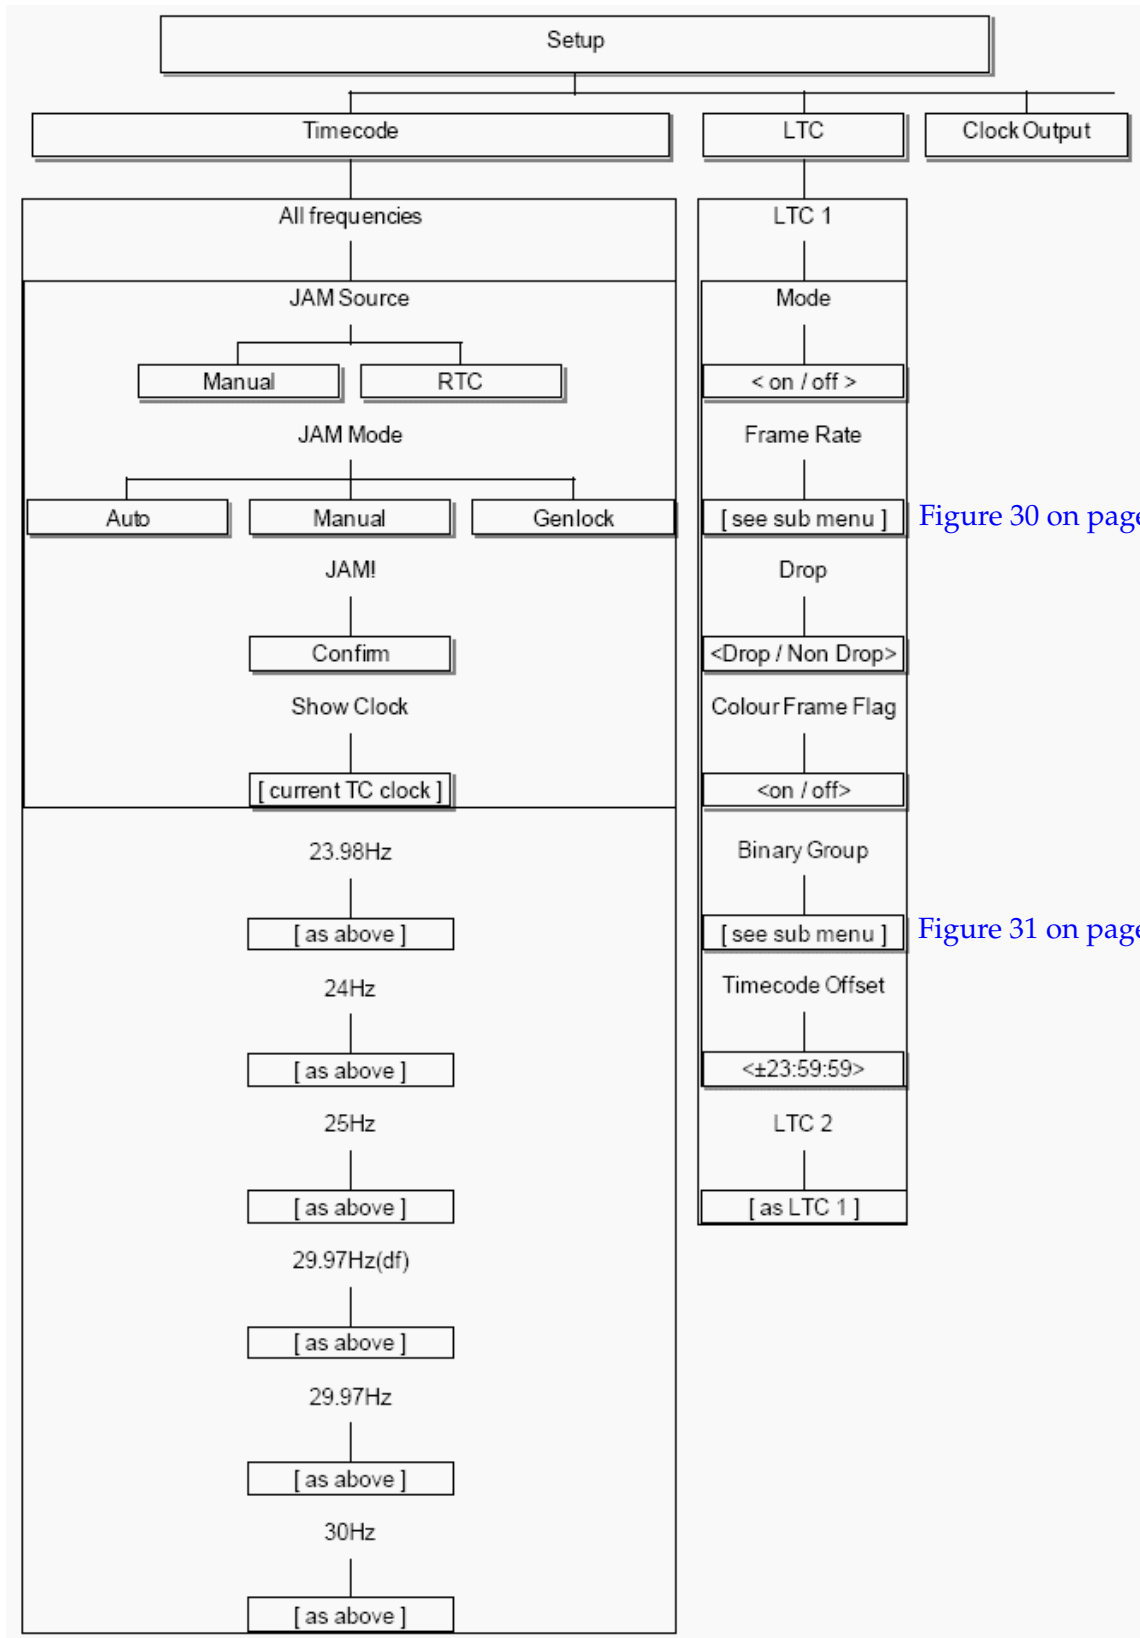 Setup
Timecode
LTC
Clock Output
All frequencies
JAM Source
Manual
RTC
JAM Mode
Auto
Manual
Genlock
JAM!
Confirm
Show Clock
[ current TC clock ]
23.98Hz
[ as above ]
24Hz
[ as above ]
25Hz
[ as above ]
29.97Hz(df)
[ as above ]
29.97Hz
[ as above ]
30Hz
[ as above ]
LTC 1
Mode
< on / off >
Frame Rate
[ see sub menu ]
Figure 30 on page
Drop
<Drop / Non Drop>
Colour Frame Flag
<on / off>
Binary Group
[ see sub menu ]
Figure 31 on page
Timecode Offset
<±23:59:59>
LTC 2
[ as LTC 1 ]